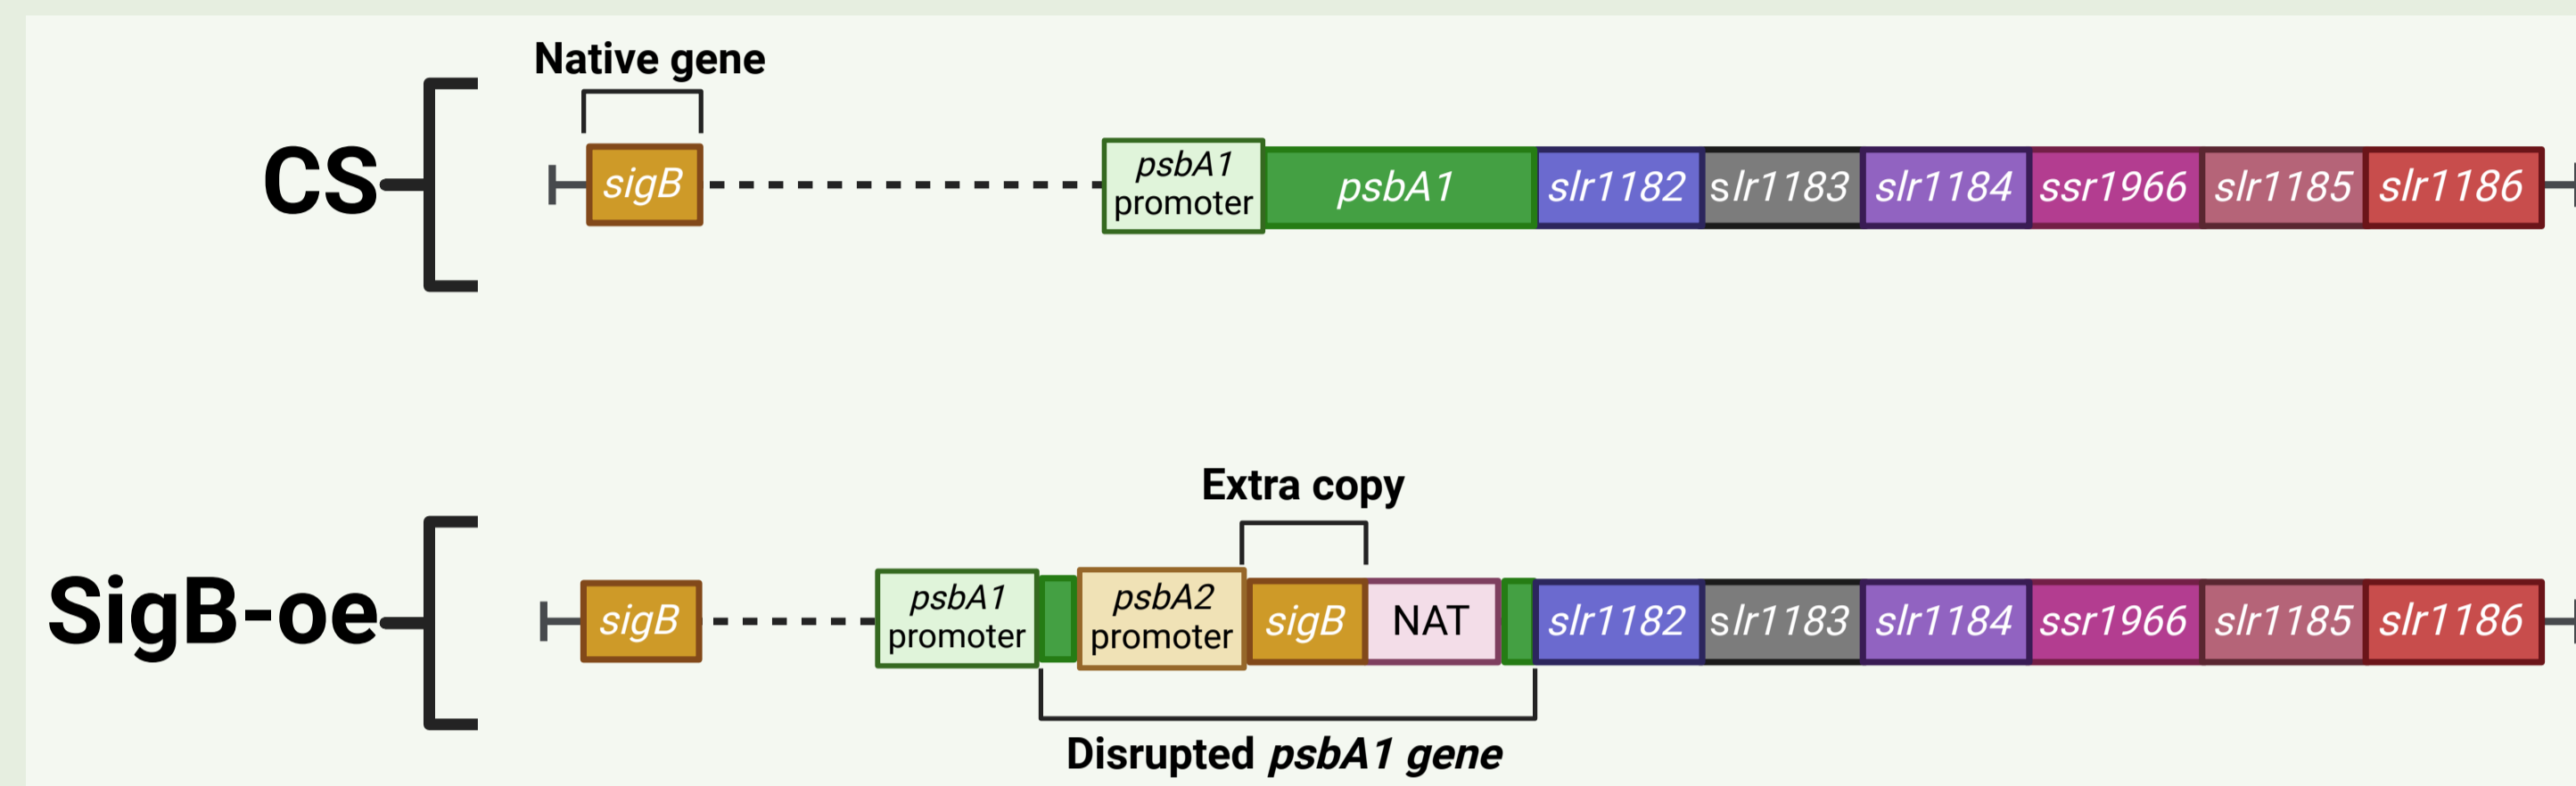 Native gene
CS
sigB
psbA1
promoter
psbA1
slr1182
slr1183
slr1184
ssr1966
slr1185
slr1186
Extra copy
SigB-oe
sigB
psbA1
promoter
psbA2
promoter
sigB
NAT
slr1182
slr1183
slr1184
ssr1966
slr1185
slr1186
Disrupted psbA1 gene